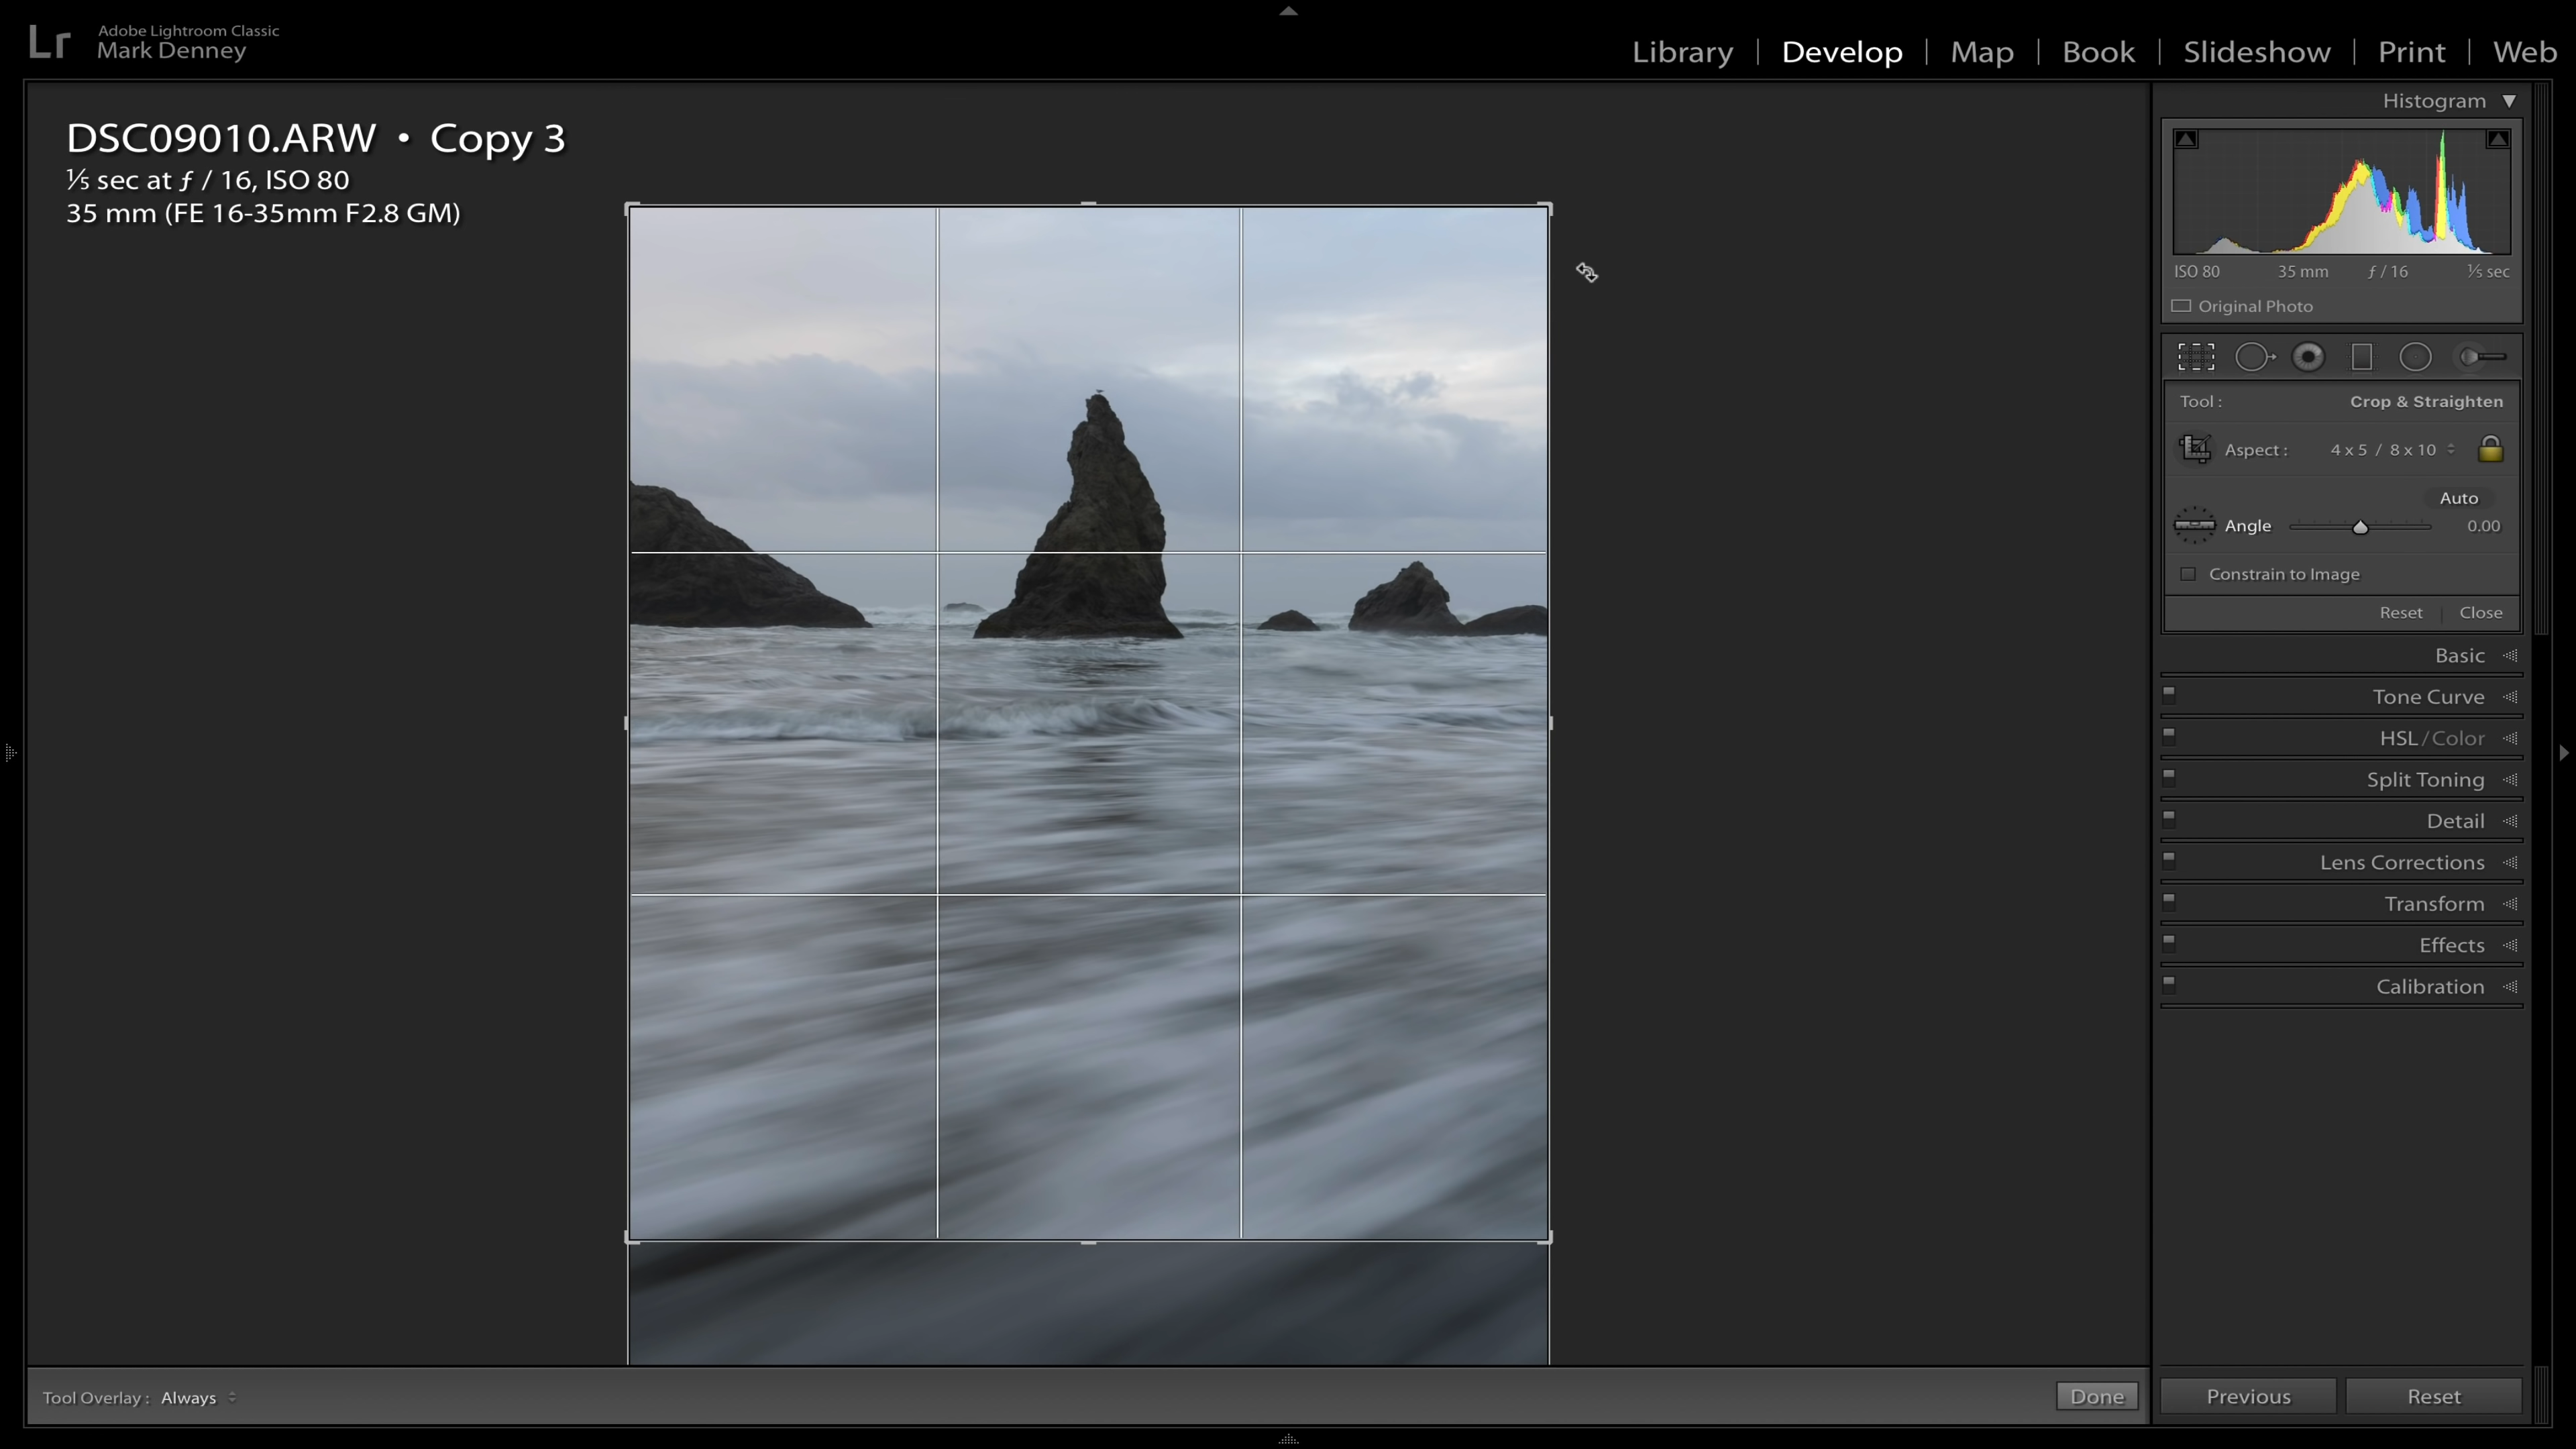 Lr
Adobe Lightroom Classic
Mark Denney
Library | Develop | Map | Book | Slideshow | Print | Web
DSC09010.ARW • Copy 3
⅕ sec at ƒ / 16, ISO 80
35 mm (FE 16-35mm F2.8 GM)
Histogram
ISO 80 35 mm ƒ / 16 ⅕ sec
Original Photo
Tool : Crop & Straighten
Aspect : 4 x 5 / 8 x 10
Auto
Angle 0.00
Constrain to Image
Reset | Close
Basic
Tone Curve
HSL / Color
Split Toning
Detail
Lens Corrections
Transform
Effects
Calibration
Tool Overlay : Always
Done
Previous
Reset